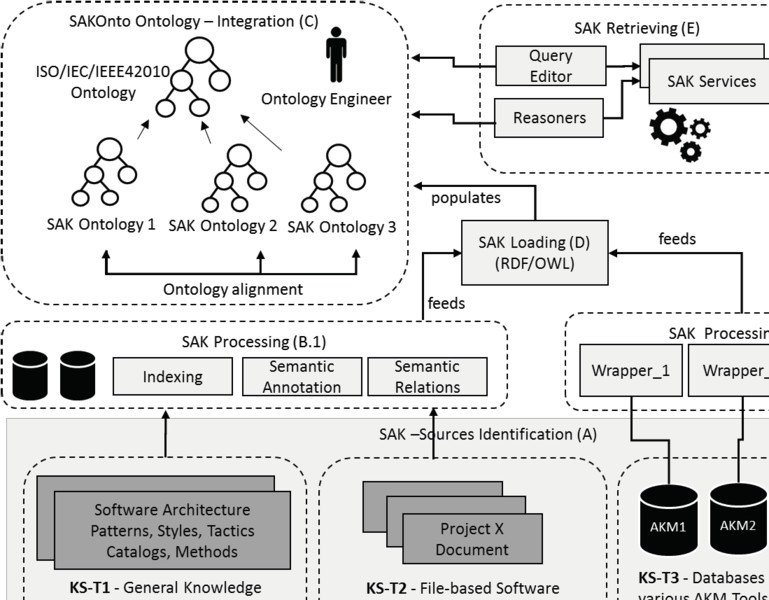 SAKOnto Ontology – Integration (C)
ISO/IEC/IEEE42010
Ontology
Ontology Engineer
SAK Ontology 1
SAK Ontology 2
SAK Ontology 3
Ontology alignment
SAK Retrieving (E)
Query
Editor
SAK Services
Reasoners
populates
SAK Loading (D)
(RDF/OWL)
feeds
feeds
SAK Processing (B.1)
Indexing
Semantic
Annotation
Semantic
Relations
SAK Processin
Wrapper_1
Wrapper_
SAK –Sources Identification (A)
Software Architecture
Patterns, Styles, Tactics
Catalogs, Methods
KS-T1 - General Knowledge
Project X
Document
KS-T2 - File-based Software
AKM1
AKM2
KS-T3 - Databases
various AKM Tools